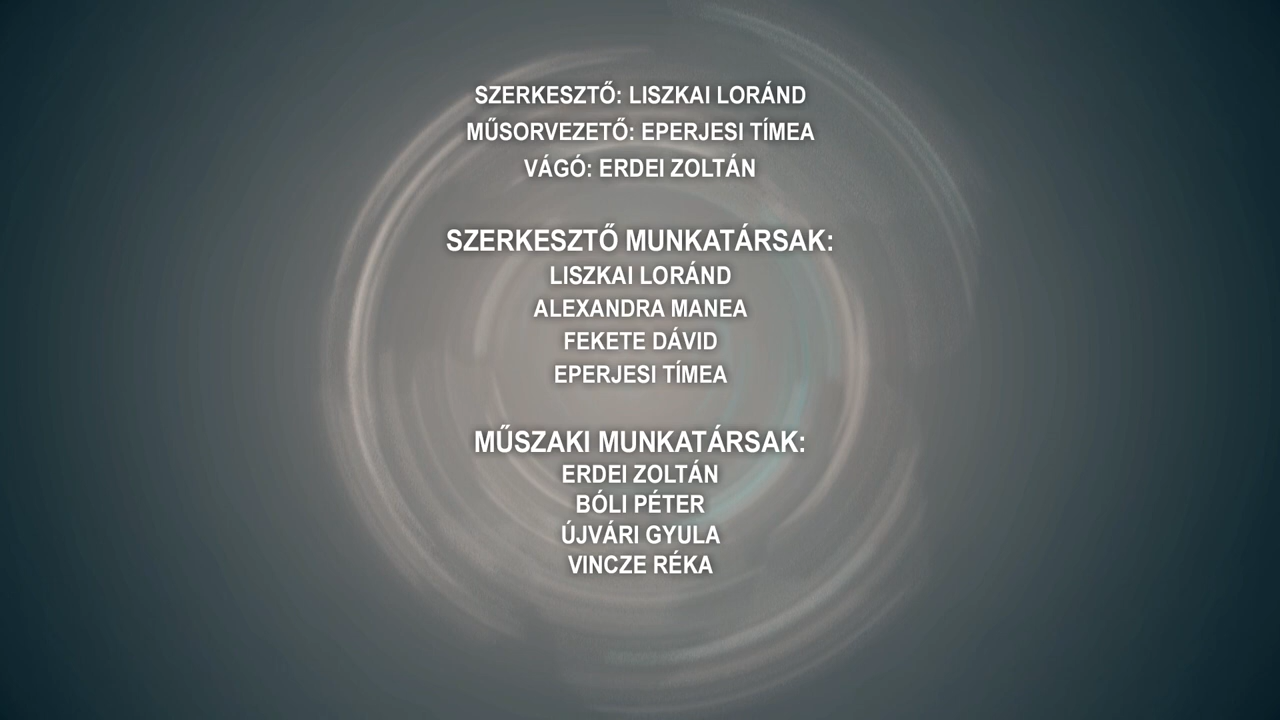 SZERKESZTŐ: LISZKAI LORÁND
MŰSORVEZETŐ: EPERJESI TÍMEA
VÁGÓ: ERDEI ZOLTÁN
SZERKESZTŐ MUNKATÁRSAK:
LISZKAI LORÁND
ALEXANDRA MANEA
FEKETE DÁVID
EPERJESI TÍMEA
MŰSZAKI MUNKATÁRSAK:
ERDEI ZOLTÁN
BÓLI PÉTER
ÚJVÁRI GYULA
VINCZE RÉKA